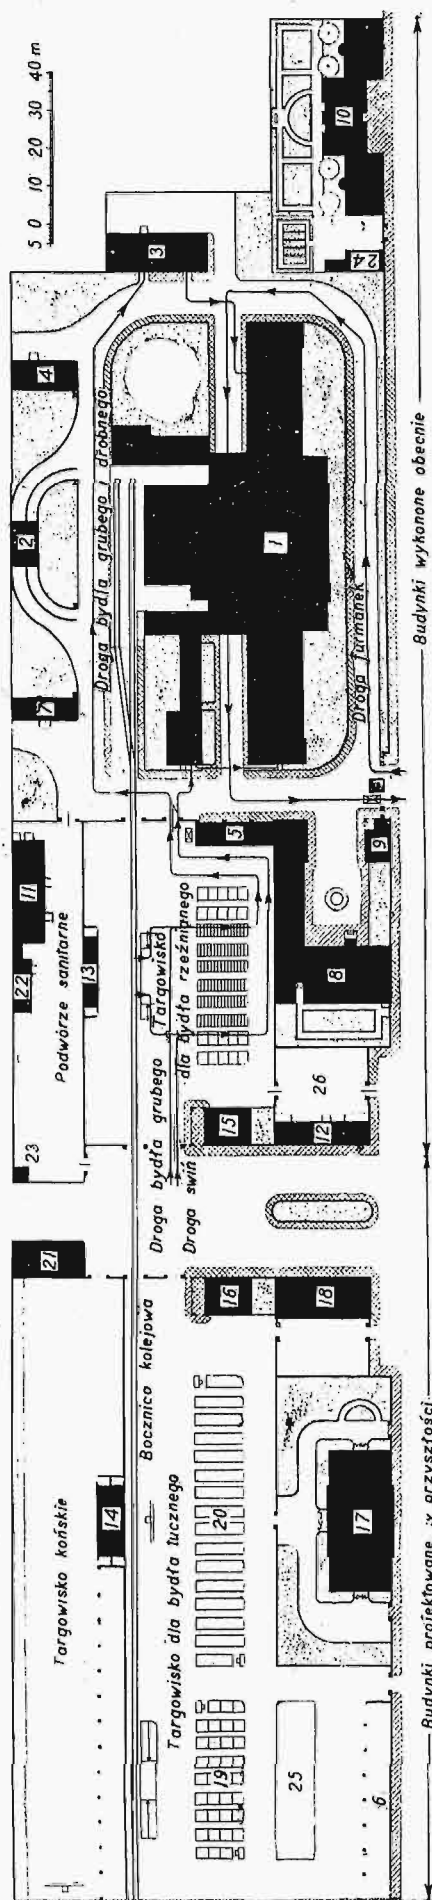 5 0 10 20 30 40 m
10
24
3
4
2
7
1
Droga bydła grubego i drobnego
Droga furmanek
Budynki wykonone obecnie
11
22
Podwórze sanitarne
13
23
5
9
8
Targowisko
dla bydła rzeźnianego
Droga bydła grubego
Droga świń
15
12
26
21
16
18
Bocznica kolejowa
Targowisko końskie
14
Targowisko dla bydła tucznego
20
19
17
25
6
Budynki projektowane w przyszłości